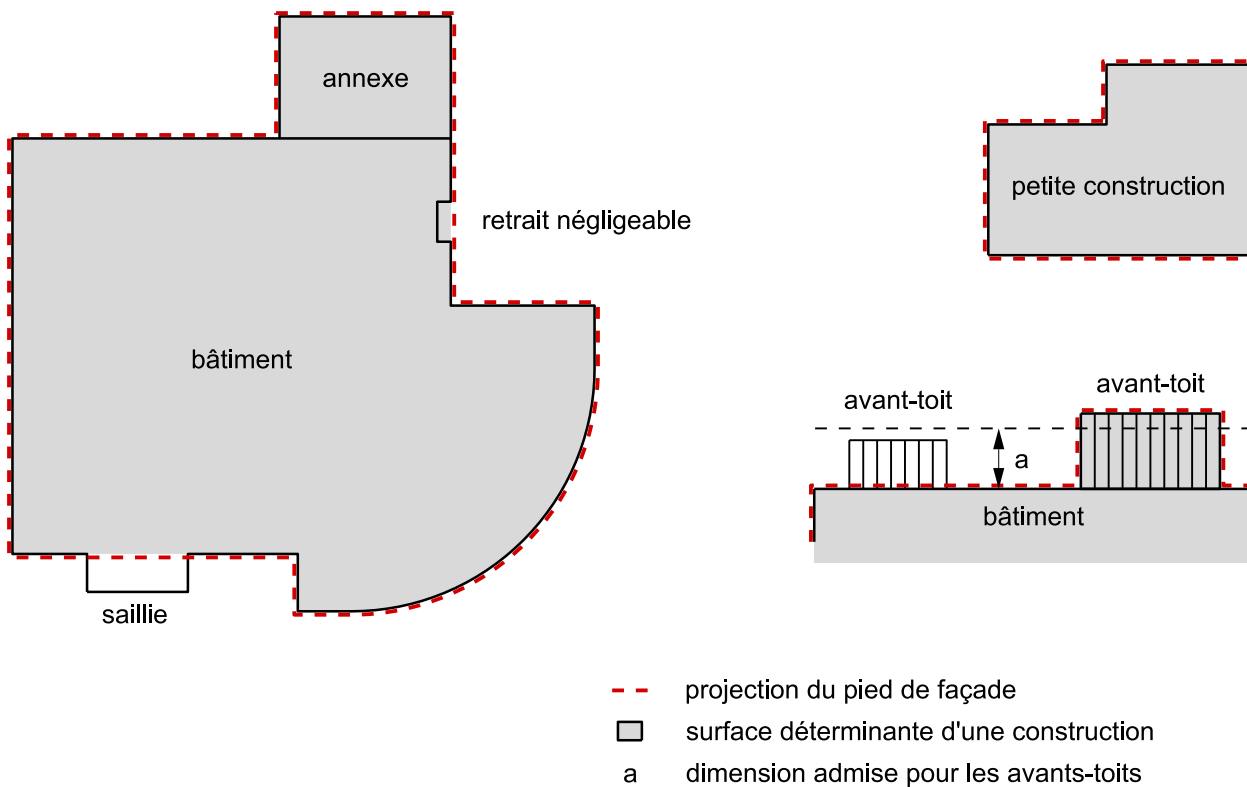 annexe
petite construction
retrait négligeable
bâtiment
avant-toit
avant-toit
a
bâtiment
saillie
projection du pied de façade
surface déterminante d'une construction
a dimension admise pour les avants-toits